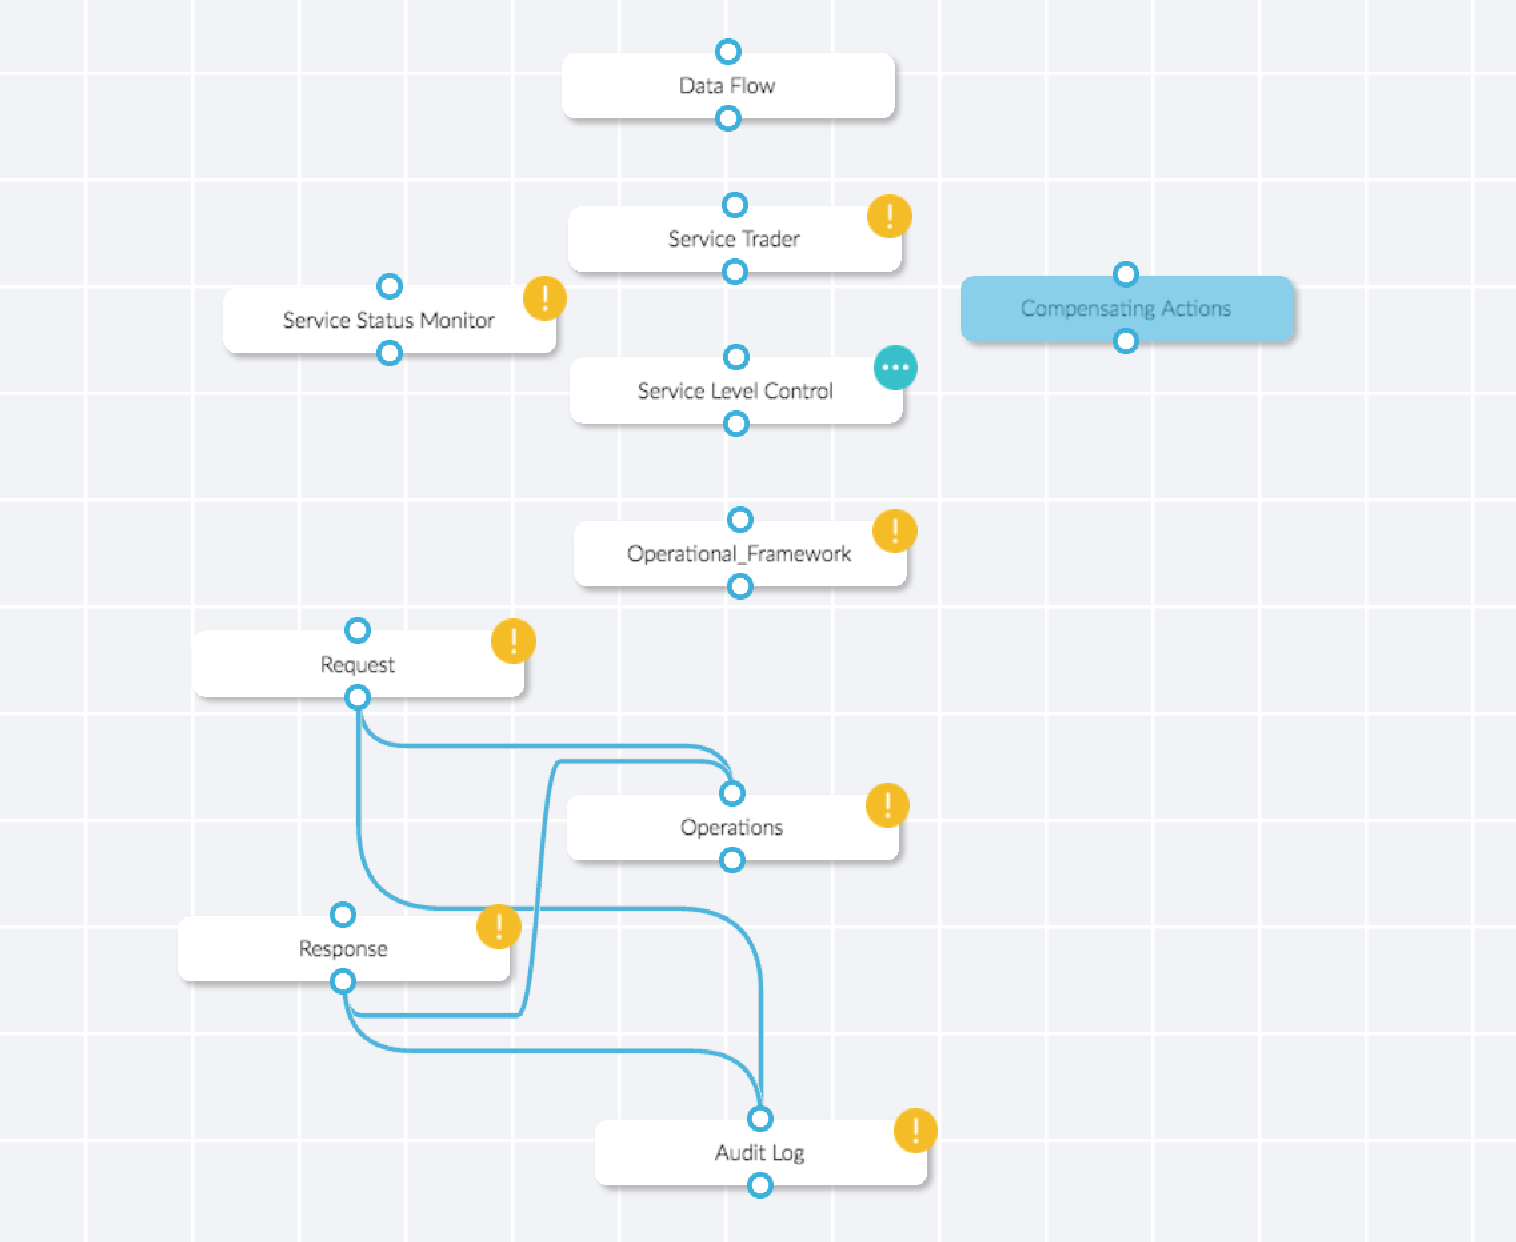 Data Flow
Service Trader
Service Status Monitor
Compensating Actions
Service Level Control
Operational_Framework
Request
Operations
Response
Audit Log